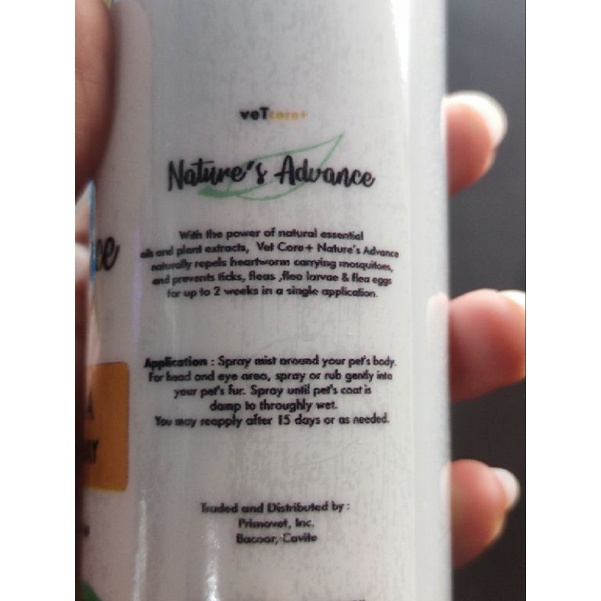 veTcare+
Nature's Advance
With the power of natural essential
oils and plant extracts, Vet Core+ Nature's Advance
naturally repels heartworm carrying mosquitoes,
and prevents ticks, fleas ,flea larvae & flea eggs
for up to 2 weeks in a single application.
Application : Spray mist around your pet's body.
For head and eye area, spray or rub gently into
your pet's fur. Spray until pet's coat is
damp to throughly wet.
You may reapply after 15 days or as needed.
Traded and Distributed by :
Primovet, Inc.
Bacoor, Cavite